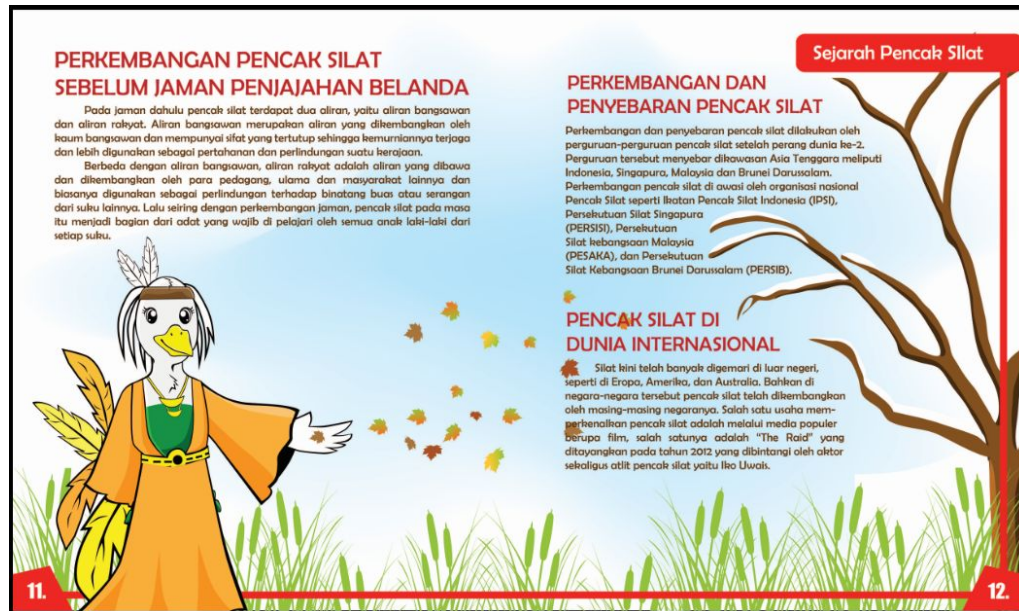 PERKEMBANGAN PENCAK SILAT
SEBELUM JAMAN PENJAJAHAN BELANDA
Pada jaman dahulu pencak silat terdapat dua aliran, yaitu aliran bangsawan
dan aliran rakyat. Aliran bangsawan merupakan aliran yang dikembangkan oleh
kaum bangsawan dan mempunyai sifat yang tertutup sehingga kemurniannya terjaga
dan lebih digunakan sebagai pertahanan dan perlindungan suatu kerajaan.
Berbeda dengan aliran bangsawan, aliran rakyat adalah aliran yang dibawa
dan dikembangkan oleh para pedagang, ulama dan masyarakat lainnya dan
biasanya digunakan sebagai perlindungan terhadap binatang buas atau serangan
dari suku lainnya. Lalu seiring dengan perkembangan jaman, pencak silat pada masa
itu menjadi bagian dari adat yang wajib di pelajari oleh semua anak laki-laki dari
setiap suku.
11.
Sejarah Pencak SIlat
PERKEMBANGAN DAN
PENYEBARAN PENCAK SILAT
Perkembangan dan penyebaran pencak silat dilakukan oleh
perguruan-perguruan pencak silat setelah perang dunia ke-2.
Perguruan tersebut menyebar dikawasan Asia Tenggara meliputi
Indonesia, Singapura, Malaysia dan Brunei Darussalam.
Perkembangan pencak silat di awasi oleh organisasi nasional
Pencak Silat seperti Ikatan Pencak Silat Indonesia (IPSI),
Persekutuan Silat Singapura
(PERSISI), Persekutuan
Silat kebangsaan Malaysia
(PESAKA), dan Persekutuan
Silat Kebangsaan Brunei Darussalam (PERSIB).
PENCAK SILAT DI
DUNIA INTERNASIONAL
Silat kini telah banyak digemari di luar negeri,
seperti di Eropa, Amerika, dan Australia. Bahkan di
negara-negara tersebut pencak silat telah dikembangkan
oleh masing-masing negaranya. Salah satu usaha mem-
perkenalkan pencak silat adalah melalui media populer
berupa film, salah satunya adalah "The Raid" yang
ditayangkan pada tahun 2012 yang dibintangi oleh aktor
sekaligus atlit pencak silat yaitu Iko Uwais.
12.